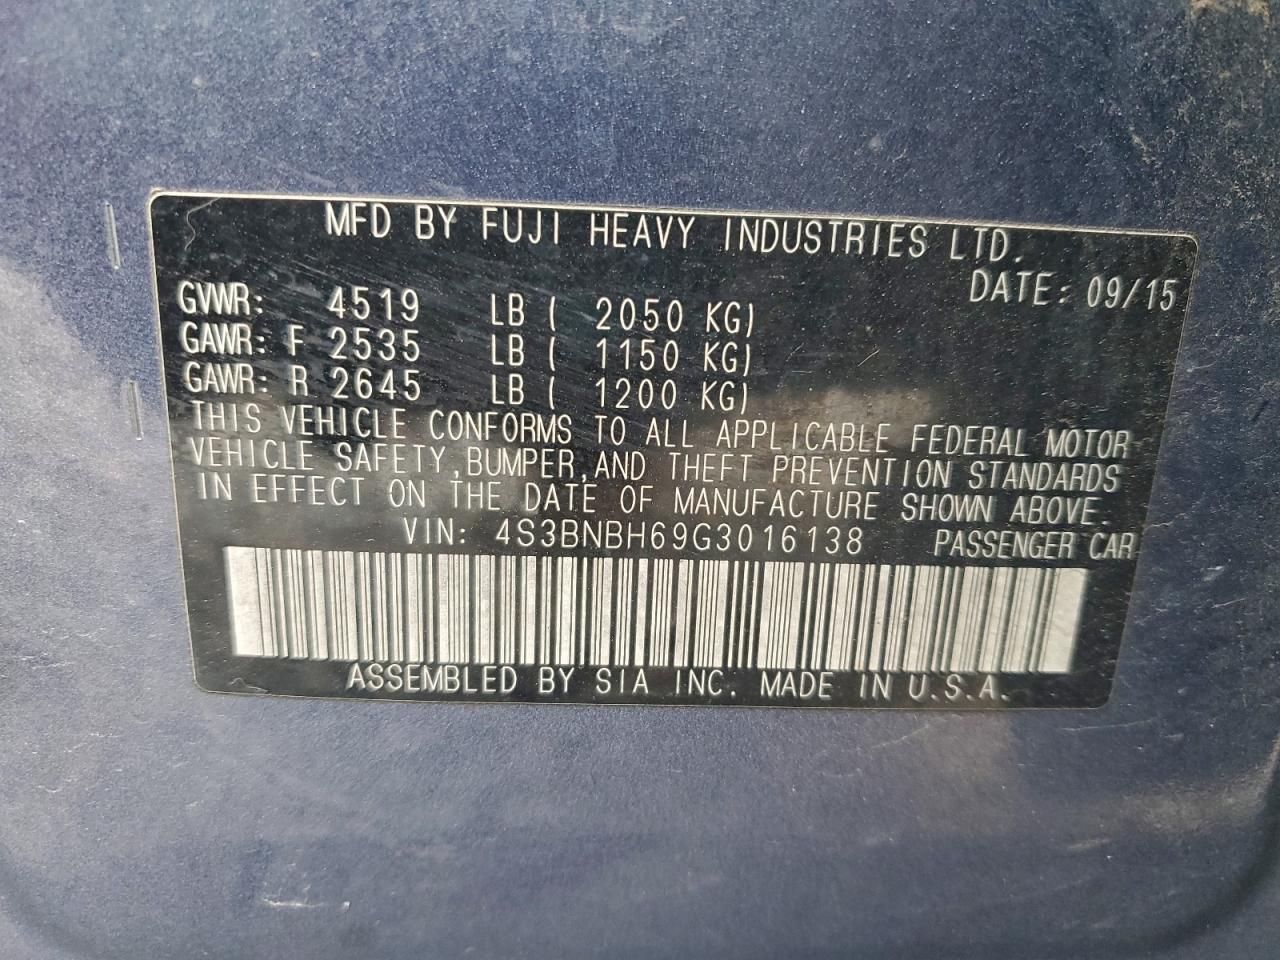 MFD BY FUJI HEAVY INDUSTRIES LTD.
DATE: 09/15
GVWR: 4519 LB ( 2050 KG)
GAWR: F 2535 LB ( 1150 KG)
GAWR: R 2645 LB ( 1200 KG)
THIS VEHICLE CONFORMS TO ALL APPLICABLE FEDERAL MOTOR
VEHICLE SAFETY,BUMPER,AND THEFT PREVENTION STANDARDS
IN EFFECT ON THE DATE OF MANUFACTURE SHOWN ABOVE.
VIN: 4S3BNBH69G3016138 PASSENGER CAR
ASSEMBLED BY SIA INC. MADE IN U.S.A.